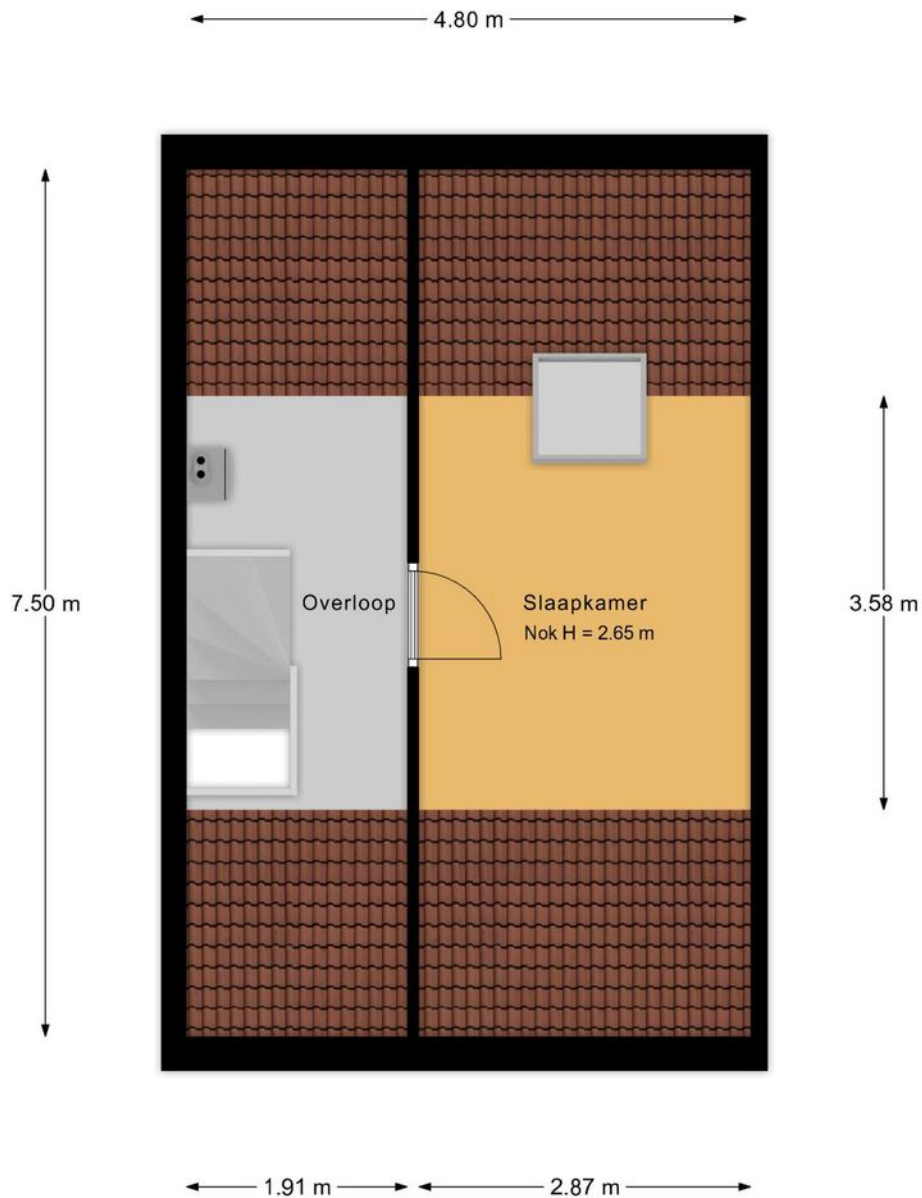 4.80 m
7.50 m
Overloop
Slaapkamer
Nok H = 2.65 m
3.58 m
1.91 m
2.87 m